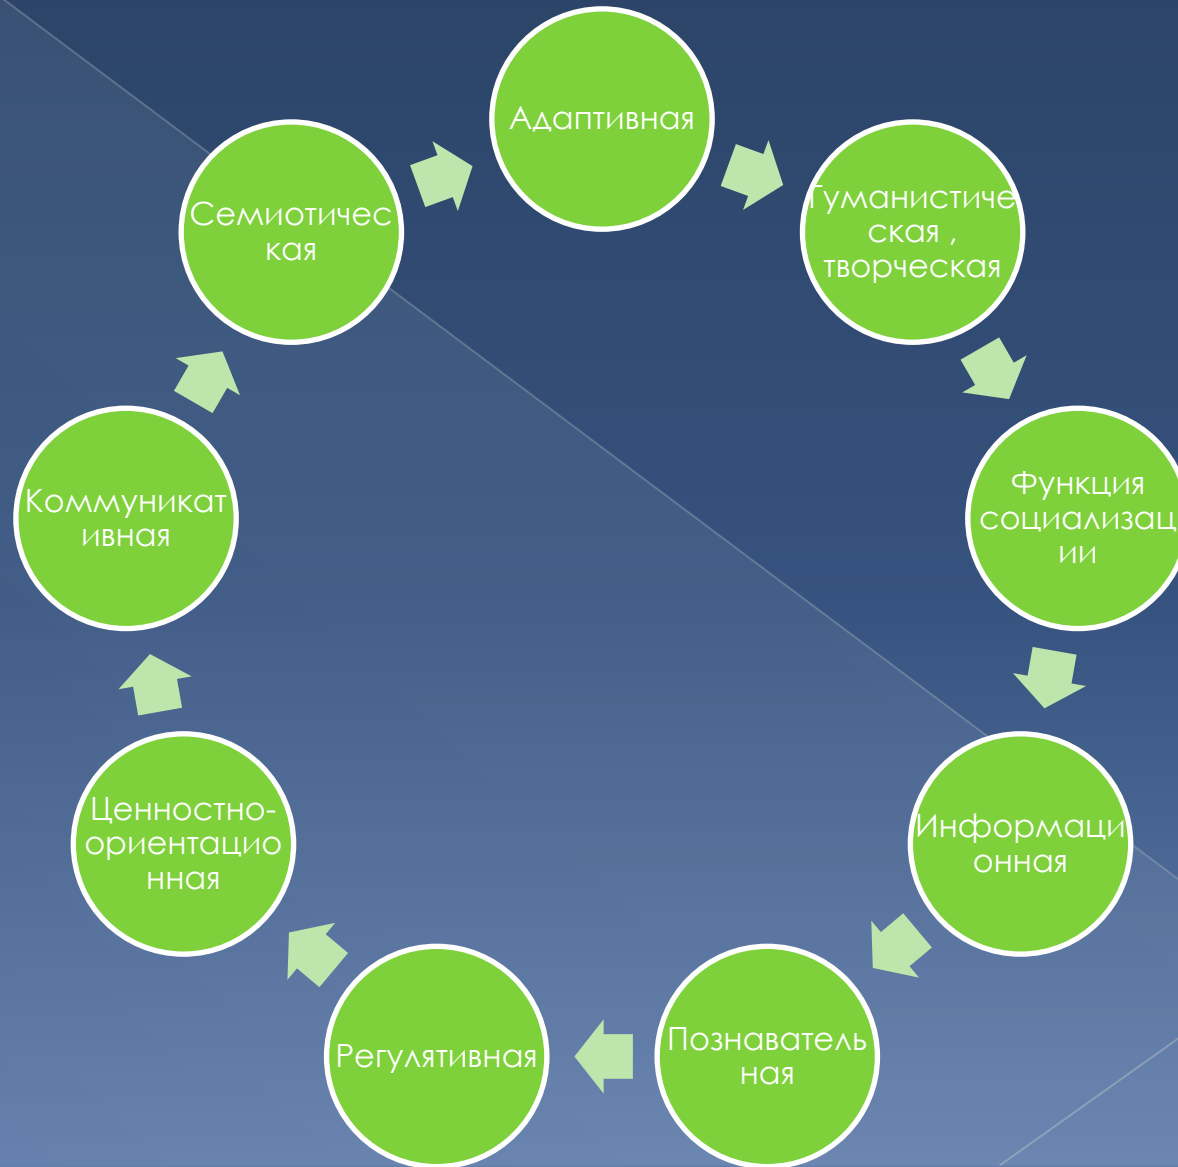 Адаптивная
Гуманистиче
ская ,
творческая
Функция
социализац
ии
Информаци
онная
Познаватель
ная
Регулятивная
Ценностно-
ориентацио
нная
Коммуникат
ивная
Семиотичес
кая